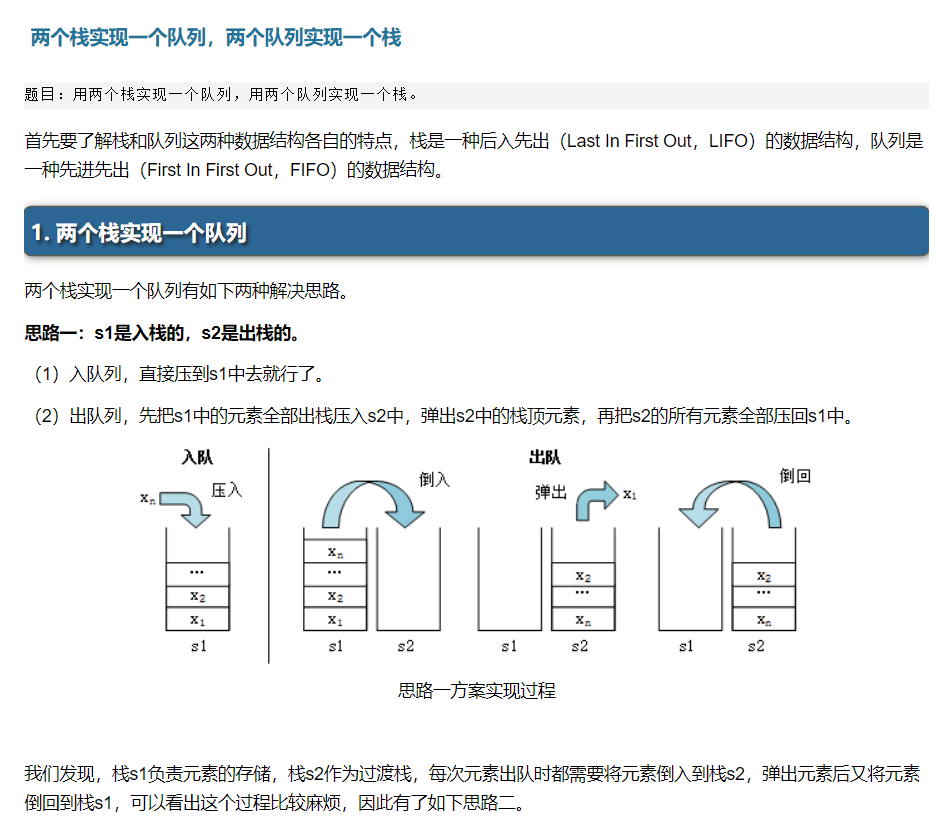 两个栈实现一个队列，两个队列实现一个栈
题目：用两个栈实现一个队列，用两个队列实现一个栈。
首先要了解栈和队列这两种数据结构各自的特点，栈是一种后入先出（Last In First Out，LIFO）的数据结构，队列是
一种先进先出（First In First Out，FIFO）的数据结构。
1. 两个栈实现一个队列
两个栈实现一个队列有如下两种解决思路。
思路一：s1是入栈的，s2是出栈的。
（1）入队列，直接压到s1中去就行了。
（2）出队列，先把s1中的元素全部出栈压入s2中，弹出s2中的栈顶元素，再把s2的所有元素全部压回s1中。
入队
xn
压入
…
x2
x1
s1
出队
倒入
xn
…
x2
x1
s1
s2
弹出
x1
x2
…
xn
s1
s2
倒回
x2
…
xn
s1
s2
思路一方案实现过程
我们发现，栈s1负责元素的存储，栈s2作为过渡栈，每次元素出队时都需要将元素倒入到栈s2，弹出元素后又将元素
倒回到栈s1，可以看出这个过程比较麻烦，因此有了如下思路二。